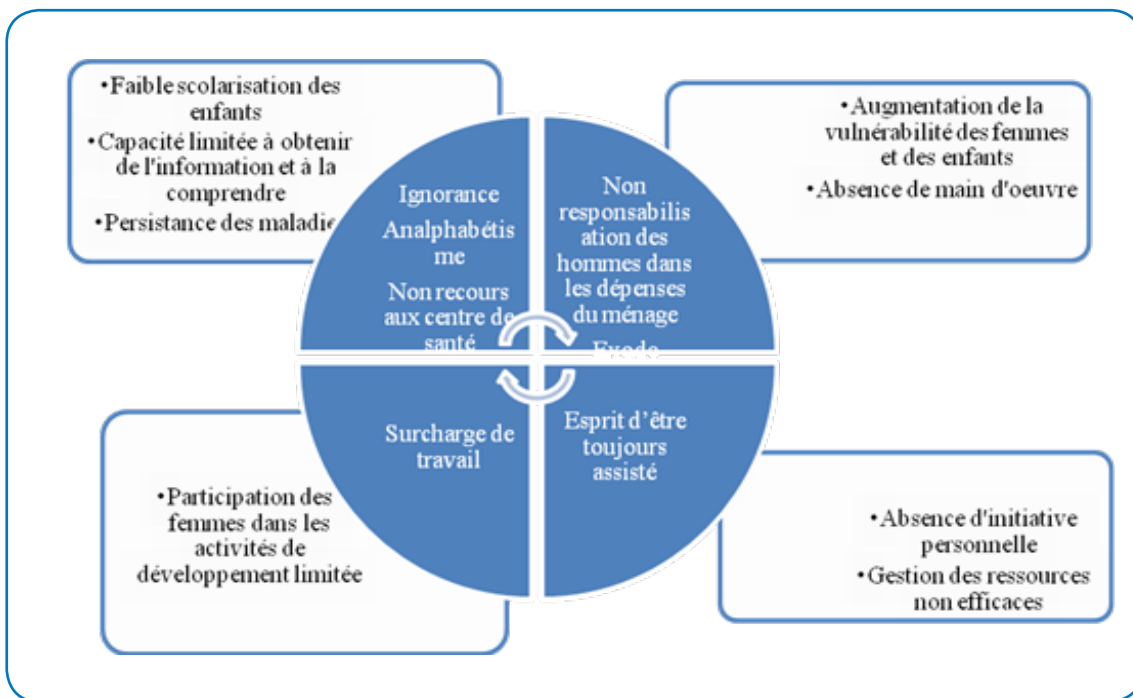 •Faible scolarisation des
enfants
•Capacité limitée à obtenir
de l'information et à la
comprendre
•Persistance des maladie
Ignorance
Analphabétis
me
Non recours
aux centre de
santé
Non
responsabilis
ation des
hommes dans
les dépenses
du ménage
Exode
•Augmentation de la
vulnérabilité des femmes
et des enfants
•Absence de main d'oeuvre
Surcharge de
travail
•Participation des
femmes dans les
activités de
développement limitée
Esprit d’être
toujours
assisté
•Absence d'initiative
personnelle
•Gestion des ressources
non efficaces